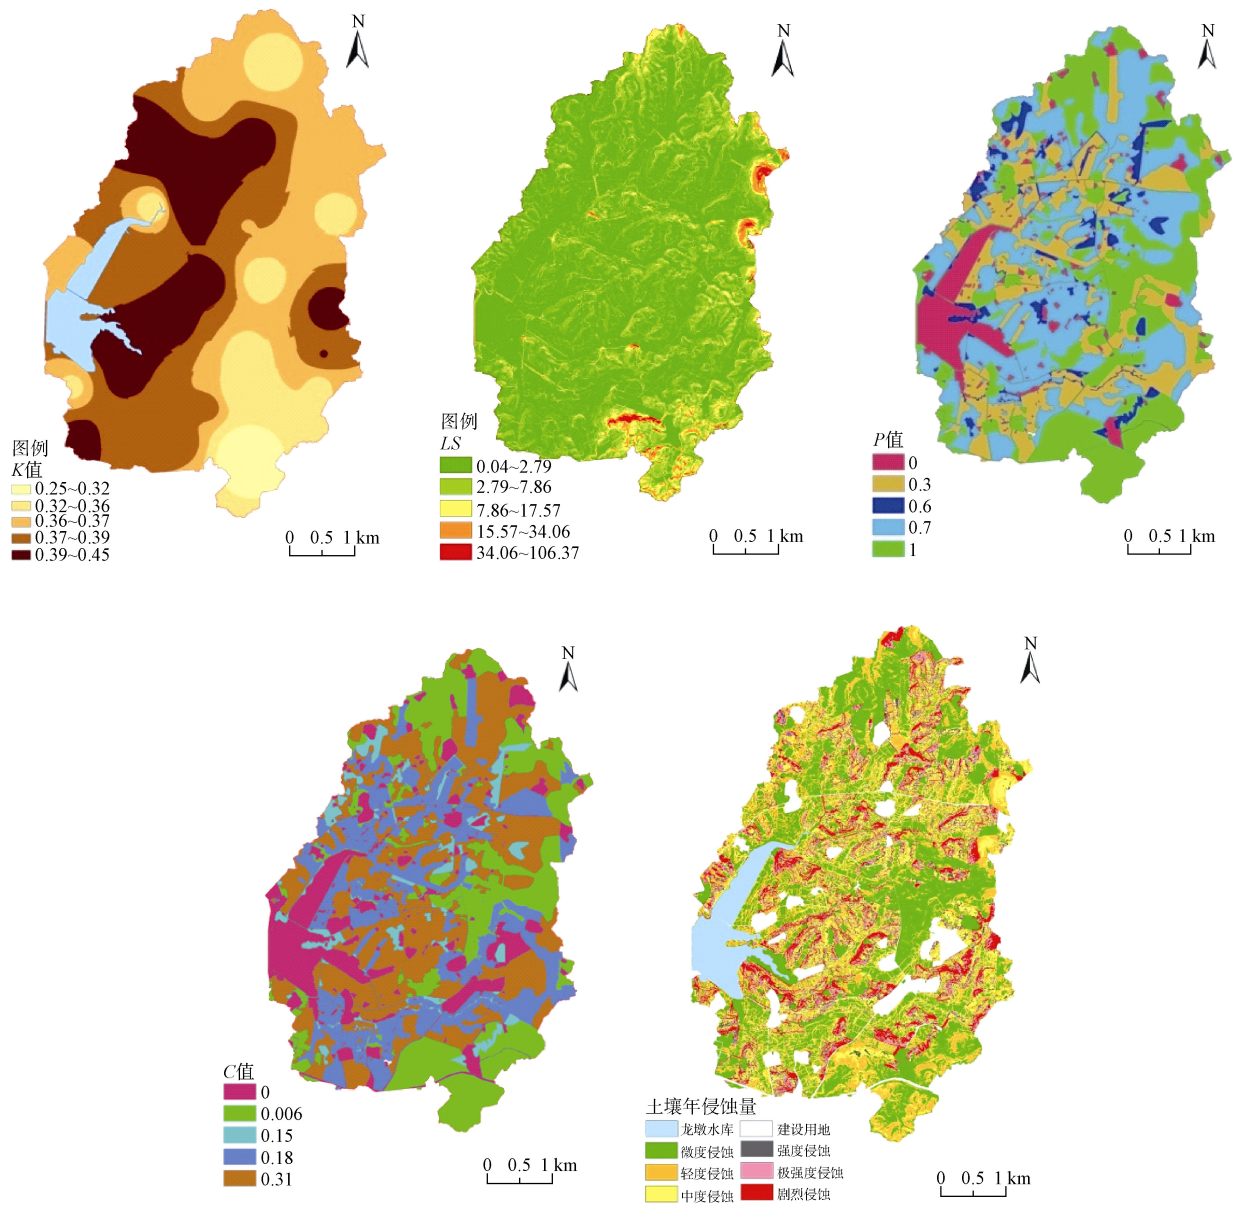 N
图例
K值
0.25~0.32
0.32~0.36
0.36~0.37
0.37~0.39
0.39~0.45
0 0.5 1 km
N
图例
LS
0.04~2.79
2.79~7.86
7.86~17.57
15.57~34.06
34.06~106.37
0 0.5 1 km
N
P值
0
0.3
0.6
0.7
1
0 0.5 1 km
N
C值
0
0.006
0.15
0.18
0.31
0 0.5 1 km
N
土壤年侵蚀量
龙墩水库 建设用地
微度侵蚀 强度侵蚀
轻度侵蚀 极强度侵蚀
中度侵蚀 剧烈侵蚀
0 0.5 1 km